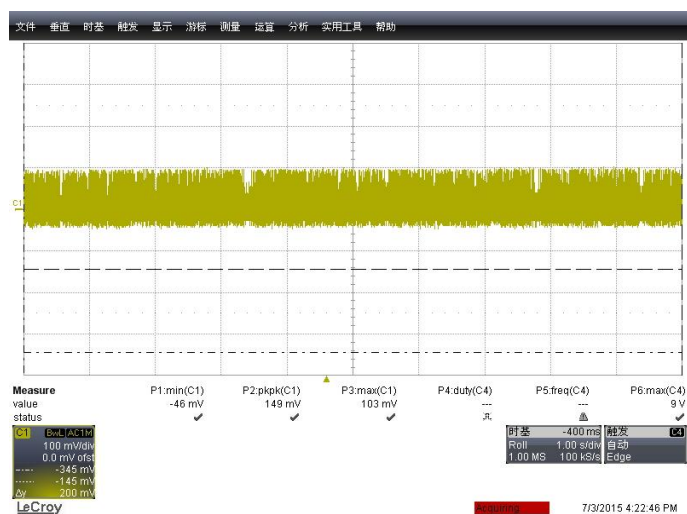 文件 垂直 时基 触发 显示 游标 测量 运算 分析 实用工具 帮助
C1
Measure P1:min(C1) P2:pkpk(C1) P3:max(C1) P4:duty(C4) P5:freq(C4) P6:max(C4)
value -46 mV 149 mV 103 mV --- --- 9 V
status
C1 BwL AC1M
100 mV/div
0.0 mV ofst
-345 mV
-145 mV
Δy 200 mV
时基 -400 ms
Roll 1.00 s/div
1.00 MS 100 kS/s
触发 C4
自动
Edge
LeCroy
Acquiring
7/3/2015 4:22:46 PM